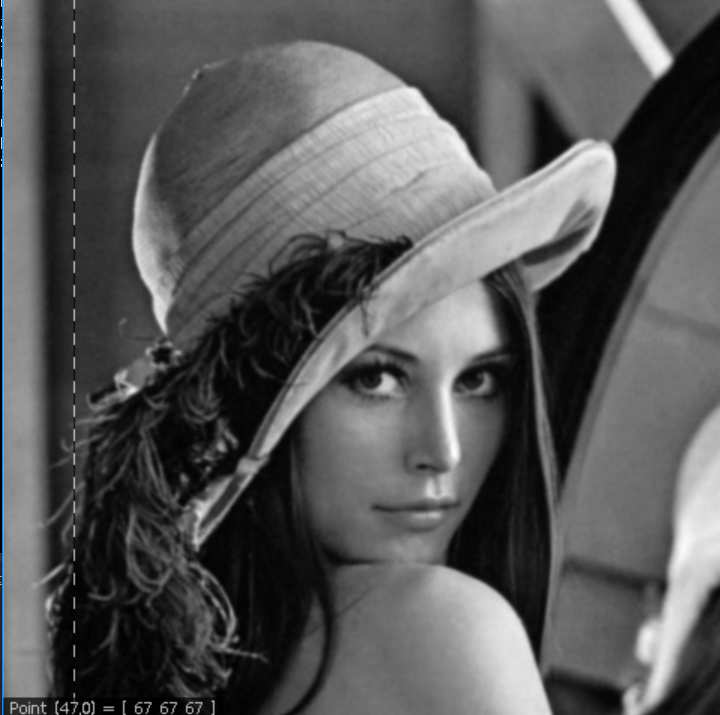 Point (47,0) = [ 67 67 67 ]